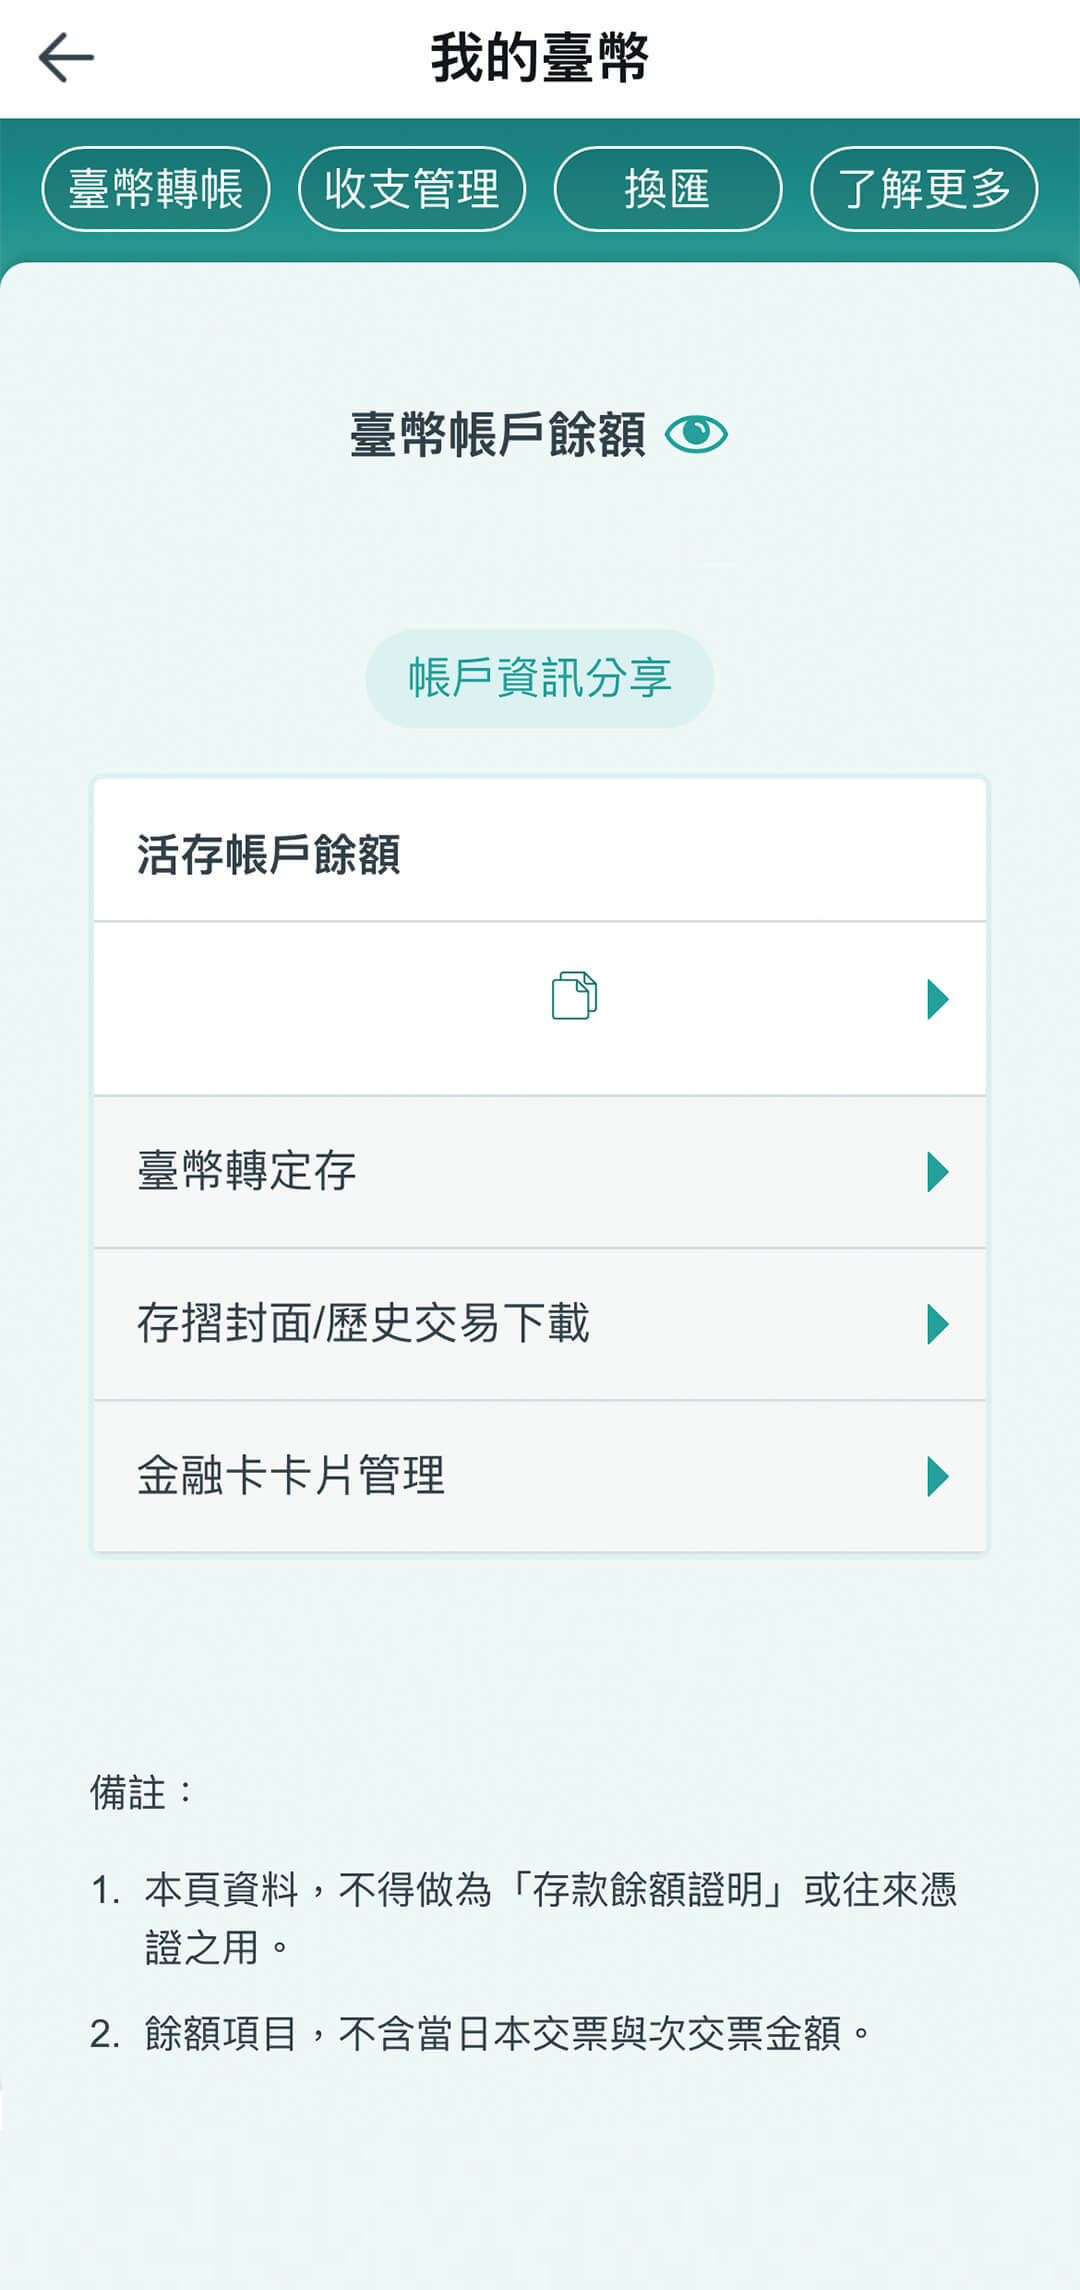 我的臺幣
臺幣轉帳 收支管理 換匯 了解更多
臺幣帳戶餘額
帳戶資訊分享
活存帳戶餘額
臺幣轉定存
存摺封面/歷史交易下載
金融卡卡片管理
備註：
1. 本頁資料，不得做為「存款餘額證明」或往來憑
證之用。
2. 餘額項目，不含當日本交票與次交票金額。